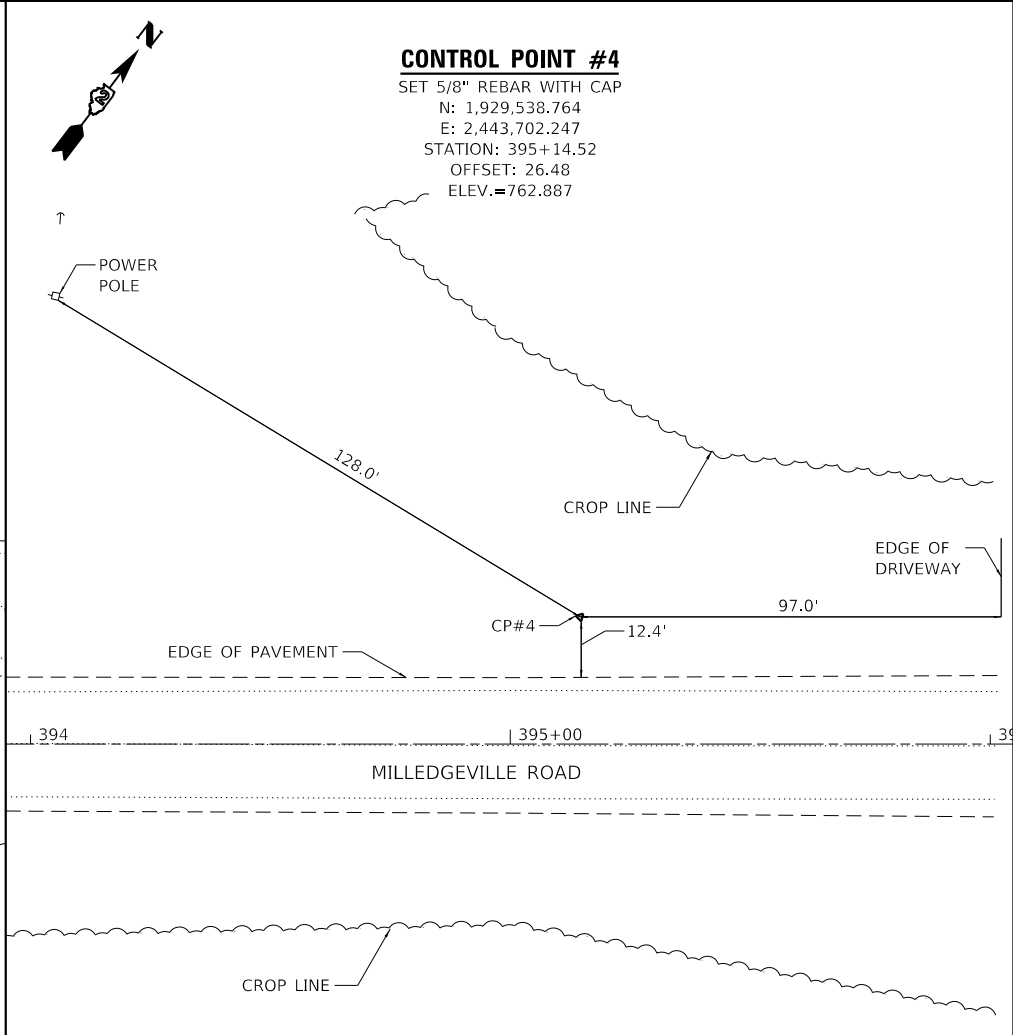 N
CONTROL POINT #4
SET 5/8" REBAR WITH CAP
N: 1,929,538.764
E: 2,443,702.247
STATION: 395+14.52
OFFSET: 26.48
ELEV.=762.887
POWER
POLE
128.0'
CROP LINE
EDGE OF
DRIVEWAY
97.0'
CP#4
12.4'
EDGE OF PAVEMENT
394
395+00
MILLEDGEVILLE ROAD
CROP LINE